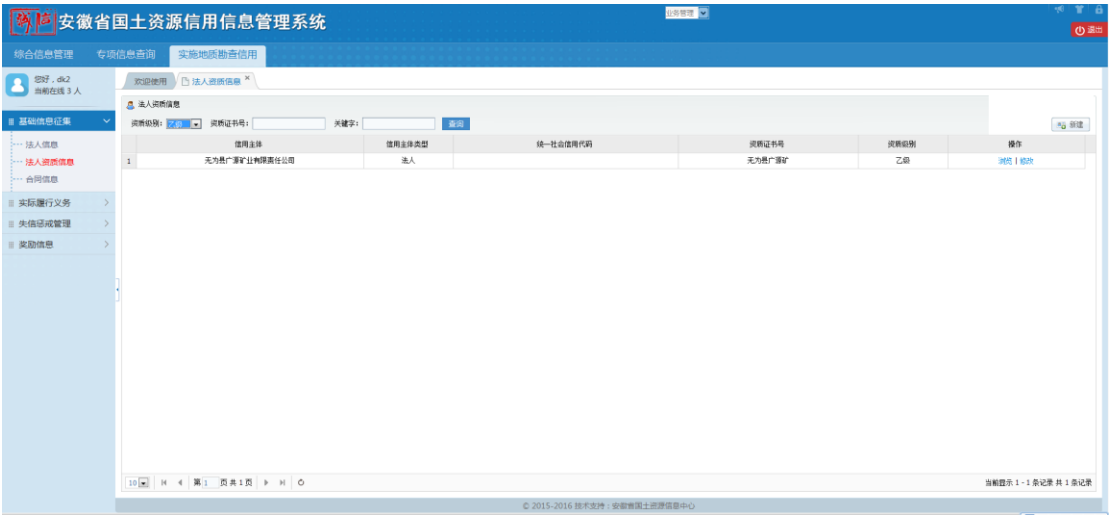 诚信 安徽省国土资源信用信息管理系统
业务管理
退出
综合信息管理 专项信息查询 实施地质勘查信用
您好，dk2
当前在线 3 人
欢迎使用 法人资质信息 ×
法人资质信息
基础信息征集
资质级别: 乙级 资质证书号: 关键字: 查询
新建
信用主体 信用主体类型 统一社会信用代码 资质证书号 资质级别 操作
1 无为县广源矿业有限责任公司 法人 无为县广源矿 乙级 浏览 | 修改
法人信息
法人资质信息
合同信息
实际履行义务
失信惩戒管理
奖励信息
10 第 1 页共1页 当前显示 1 - 1 条记录 共 1 条记录
© 2015-2016 技术支持：安徽省国土资源信息中心